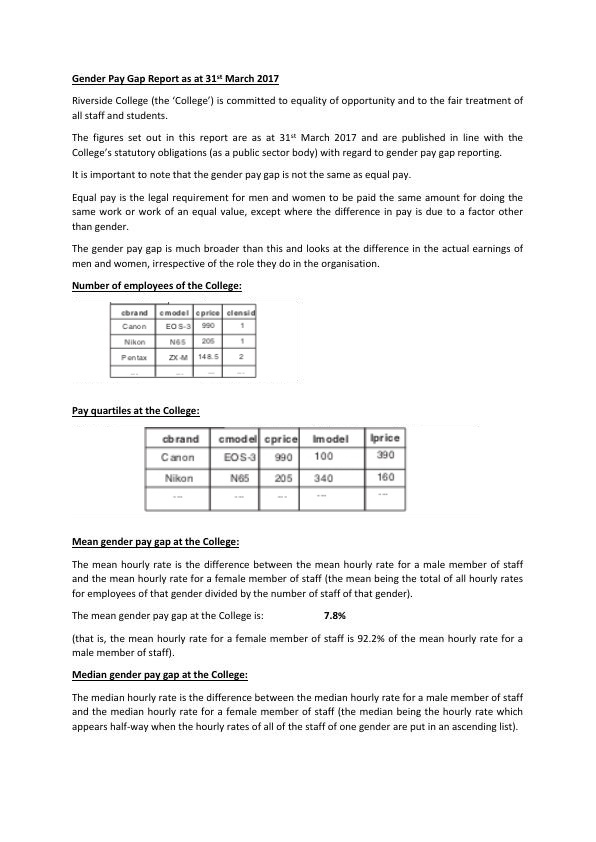 Gender Pay Gap Report as at 31st March 2017
Riverside College (the ‘College’) is committed to equality of opportunity and to the fair treatment of
all staff and students.
The figures set out in this report are as at 31st March 2017 and are published in line with the
College’s statutory obligations (as a public sector body) with regard to gender pay gap reporting.
It is important to note that the gender pay gap is not the same as equal pay.
Equal pay is the legal requirement for men and women to be paid the same amount for doing the
same work or work of an equal value, except where the difference in pay is due to a factor other
than gender.
The gender pay gap is much broader than this and looks at the difference in the actual earnings of
men and women, irrespective of the role they do in the organisation.
Number of employees of the College:
cbrand cmodel cprice clensid
Canon EOS-3 990 1
Nikon N65 205 1
Pentax ZX-M 148.5 2
... ... ... ...
Pay quartiles at the College:
cbrand cmodel cprice lmodel lprice
Canon EOS-3 990 100 390
Nikon N65 205 340 160
... ... ... ... ...
Mean gender pay gap at the College:
The mean hourly rate is the difference between the mean hourly rate for a male member of staff
and the mean hourly rate for a female member of staff (the mean being the total of all hourly rates
for employees of that gender divided by the number of staff of that gender).
The mean gender pay gap at the College is: 7.8%
(that is, the mean hourly rate for a female member of staff is 92.2% of the mean hourly rate for a
male member of staff).
Median gender pay gap at the College:
The median hourly rate is the difference between the median hourly rate for a male member of staff
and the median hourly rate for a female member of staff (the median being the hourly rate which
appears half-way when the hourly rates of all of the staff of one gender are put in an ascending list).